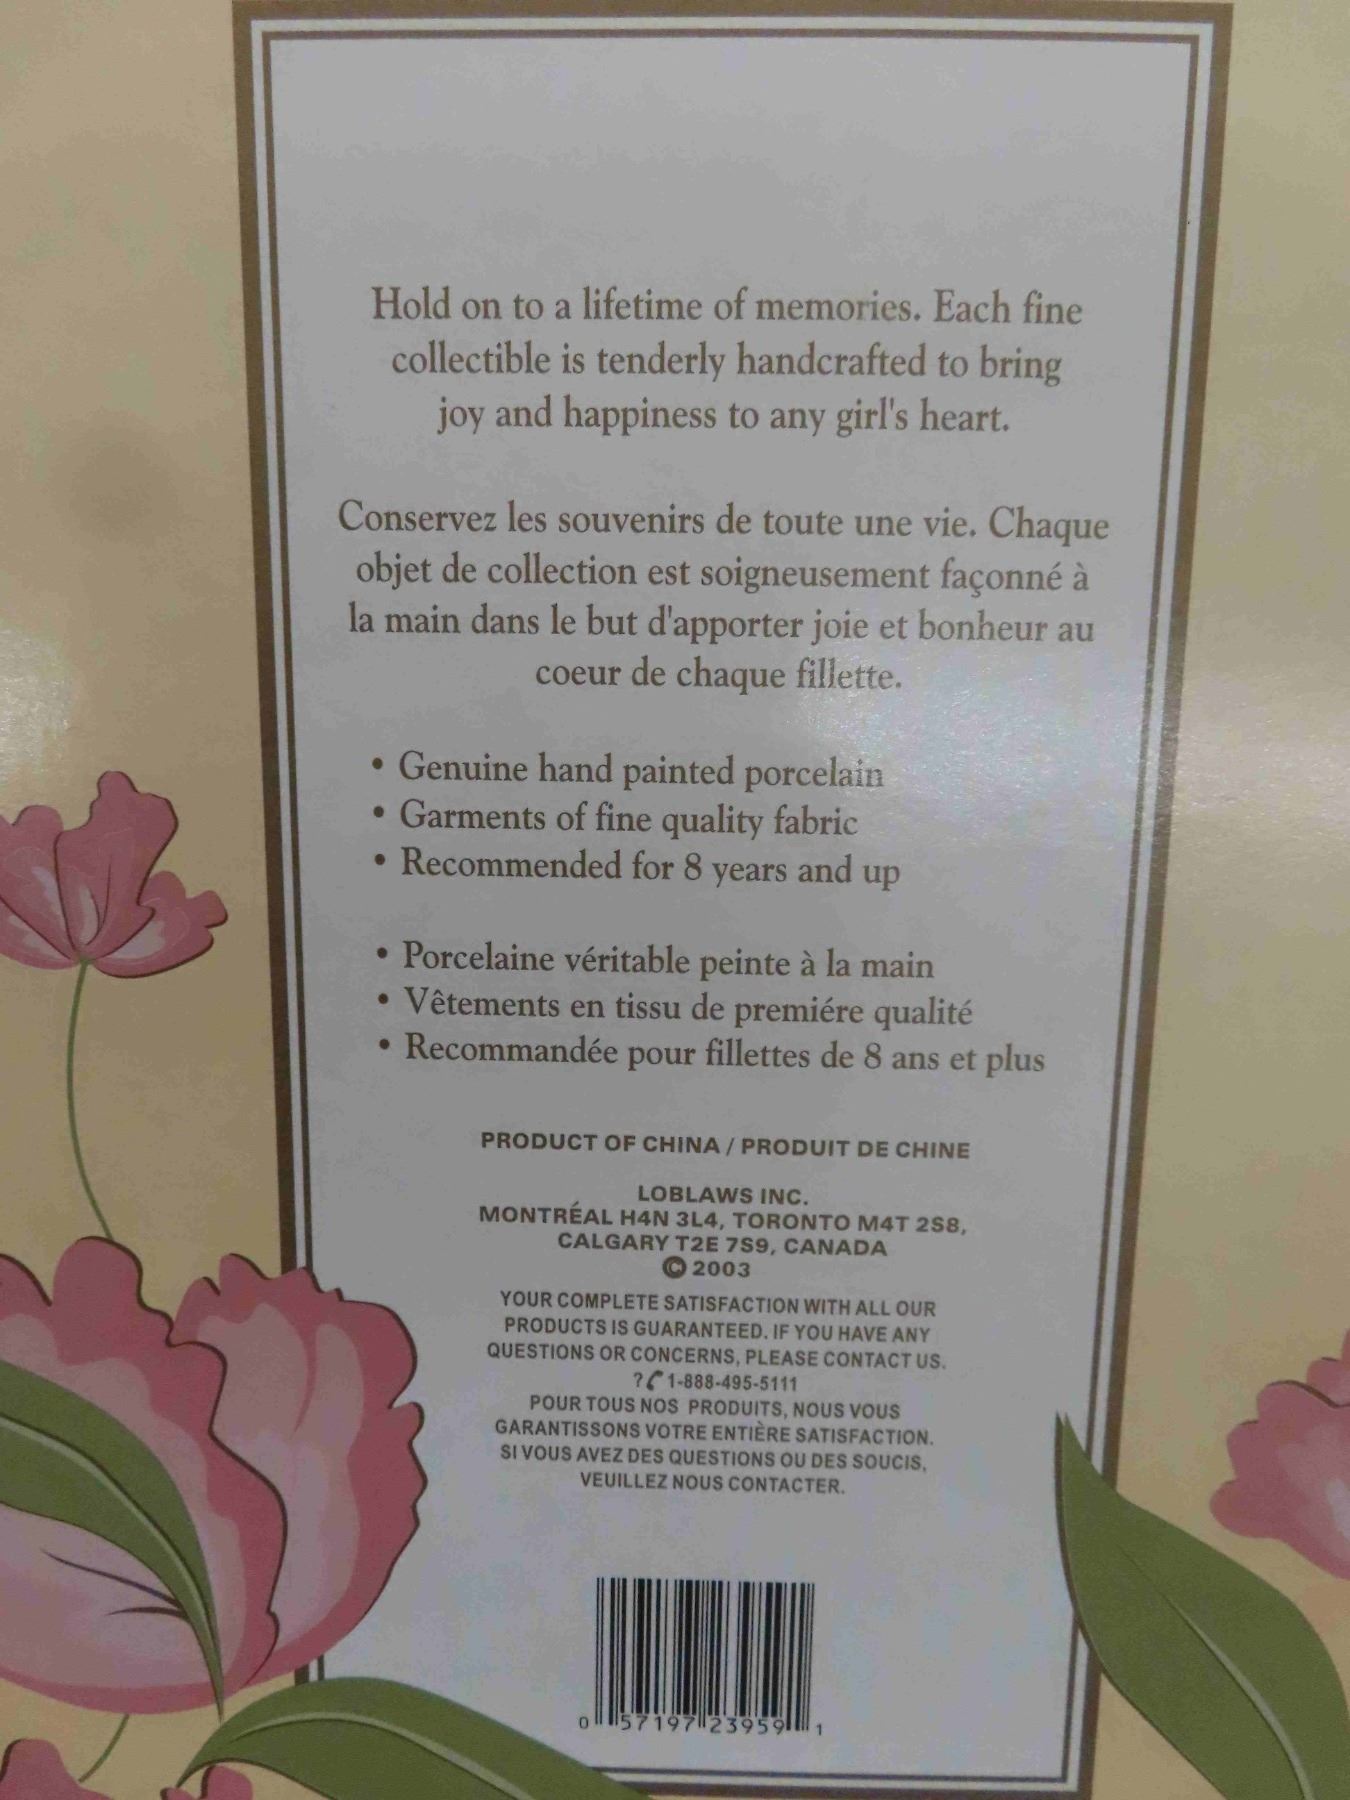 Hold on to a lifetime of memories. Each fine
collectible is tenderly handcrafted to bring
joy and happiness to any girl's heart.
Conservez les souvenirs de toute une vie. Chaque
objet de collection est soigneusement façonné à
la main dans le but d'apporter joie et bonheur au
coeur de chaque fillette.
• Genuine hand painted porcelain
• Garments of fine quality fabric
• Recommended for 8 years and up
• Porcelaine véritable peinte à la main
• Vêtements en tissu de premiére qualité
• Recommandée pour fillettes de 8 ans et plus
PRODUCT OF CHINA / PRODUIT DE CHINE
LOBLAWS INC.
MONTRÉAL H4N 3L4, TORONTO M4T 2S8,
CALGARY T2E 7S9, CANADA
© 2003
YOUR COMPLETE SATISFACTION WITH ALL OUR
PRODUCTS IS GUARANTEED. IF YOU HAVE ANY
QUESTIONS OR CONCERNS, PLEASE CONTACT US.
? 1-888-495-5111
POUR TOUS NOS PRODUITS, NOUS VOUS
GARANTISSONS VOTRE ENTIÈRE SATISFACTION.
SI VOUS AVEZ DES QUESTIONS OU DES SOUCIS,
VEUILLEZ NOUS CONTACTER.
0 57197 23959 1